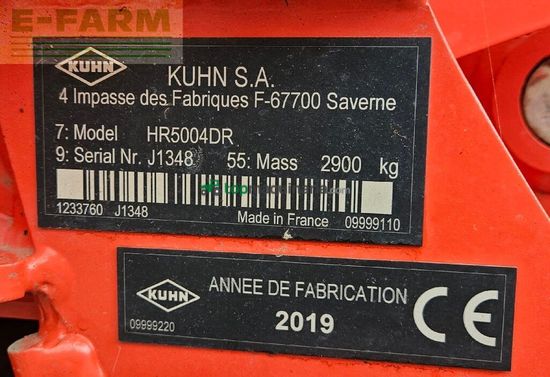 E-FARM
KUHN
KUHN S.A.
4 Impasse des Fabriques F-67700 Saverne
7: Model HR5004DR
9: Serial Nr. J1348 55: Mass 2900 kg
1233760 J1348
Made in France 09999110
KUHN
ANNEE DE FABRICATION
2019
09999220
CE